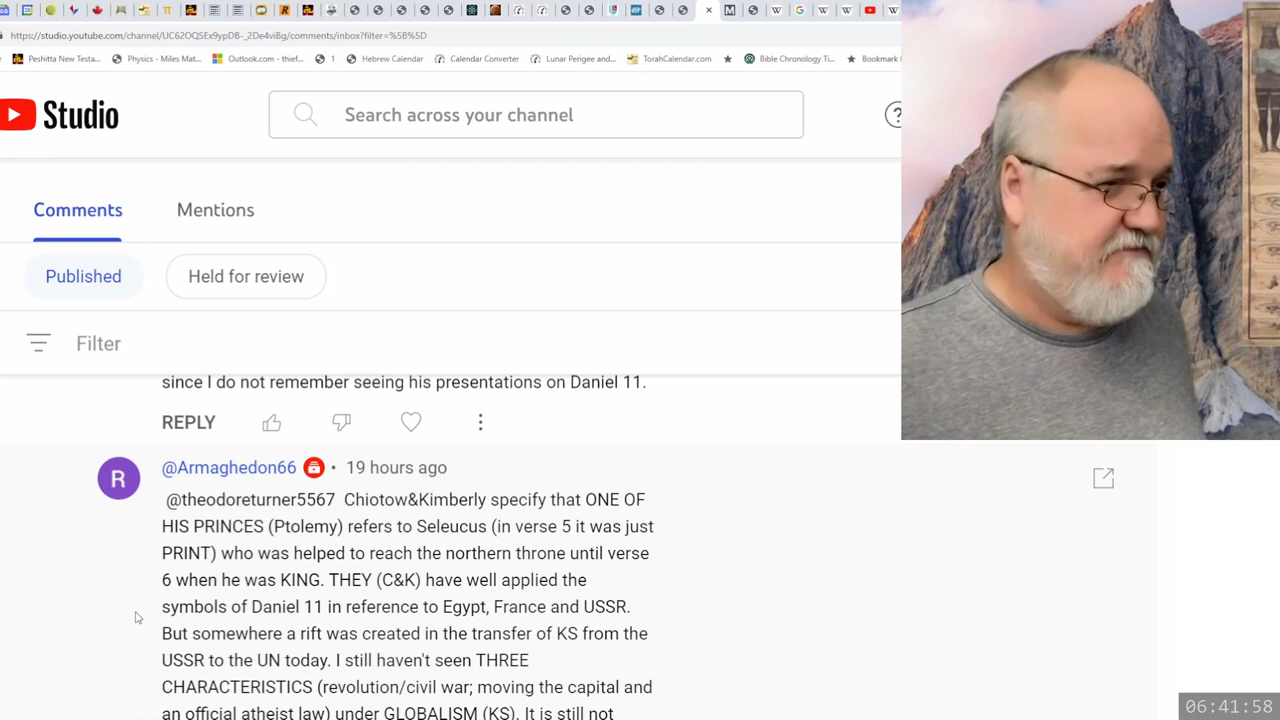 https://studio.youtube.com/channel/UC62OQSEx9ypDB-_2De4viBg/comments/inbox?filter=%5B%5D
Peshitta New Testa... Physics - Miles Mat... Outlook.com - thief... 1 Hebrew Calendar Calendar Converter Lunar Perigee and... TorahCalendar.com Bible Chronology Ti... Bookmark
Studio
Search across your channel
?
Comments Mentions
Published Held for review
Filter
since I do not remember seeing his presentations on Daniel 11.
REPLY
R
@Armaghedon66 • 19 hours ago
@theodoreturner5567 Chiotow&Kimberly specify that ONE OF
HIS PRINCES (Ptolemy) refers to Seleucus (in verse 5 it was just
PRINT) who was helped to reach the northern throne until verse
6 when he was KING. THEY (C&K) have well applied the
symbols of Daniel 11 in reference to Egypt, France and USSR.
But somewhere a rift was created in the transfer of KS from the
USSR to the UN today. I still haven't seen THREE
CHARACTERISTICS (revolution/civil war; moving the capital and
an official atheist law) under GLOBALISM (KS). It is still not
06:41:58